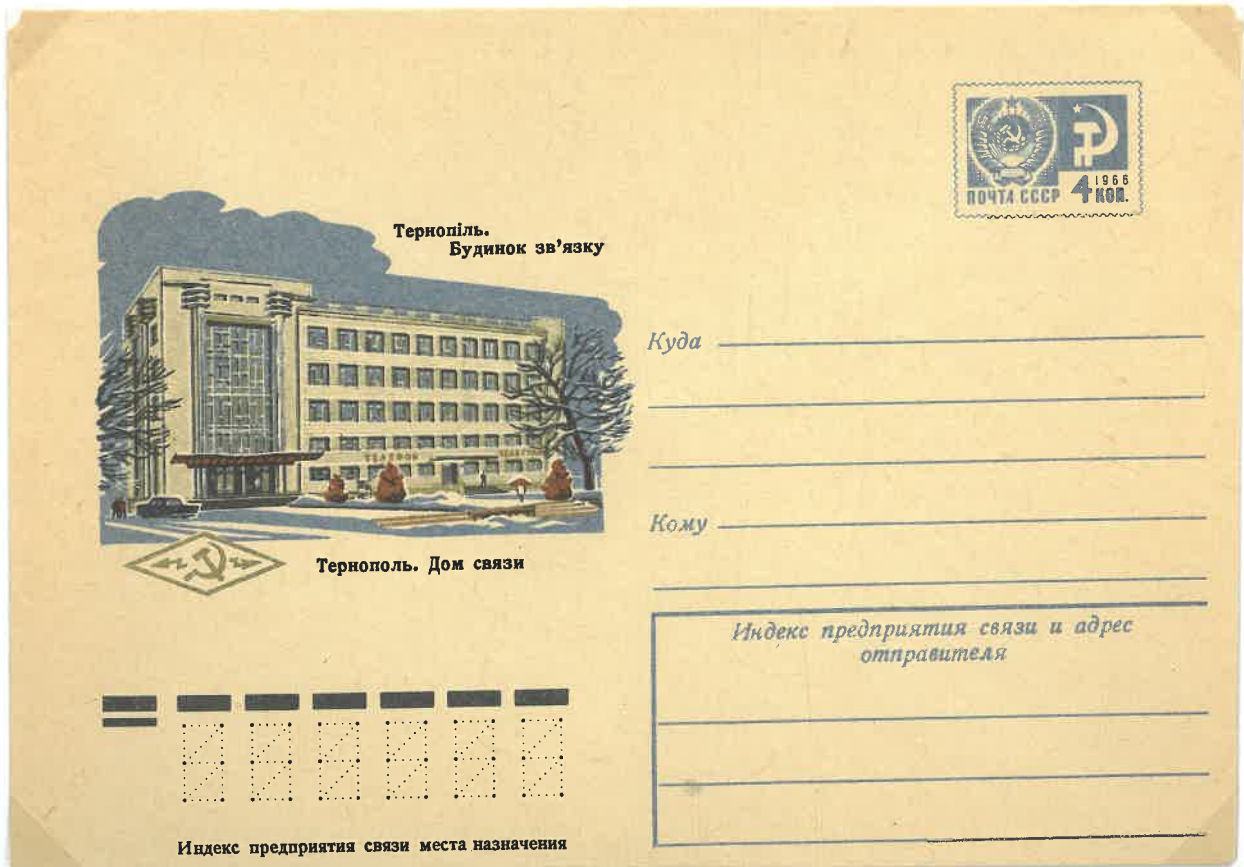 1966
ПОЧТА СССР 4 КОП.
Тернопіль.
Будинок зв'язку
Куда
Кому
Тернополь. Дом связи
Индекс предприятия связи и адрес
отправителя
Индекс предприятия связи места назначения